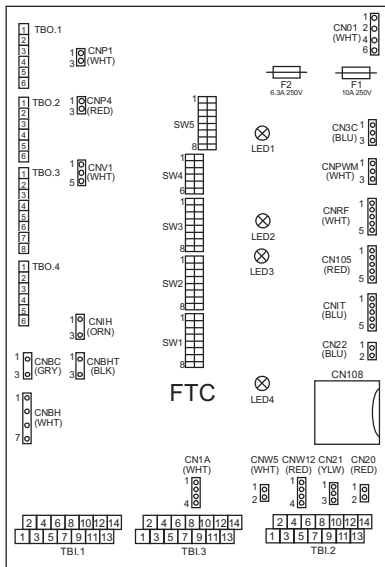 TBO.1
1
2
3
4
5
6
CNP1
(WHT)
1
3
CN01
(WHT)
1
2
4
6
F2
6.3A 250V
F1
10A 250V
TBO.2
1
2
3
4
5
6
CNP4
(RED)
1
3
SW5
1
8
LED1
CN3C
(BLU)
1
3
TBO.3
1
2
3
4
5
6
7
8
CNV1
(WHT)
1
5
SW4
1
6
CNPWM
(WHT)
1
3
SW3
1
8
LED2
CNRF
(WHT)
1
5
TBO.4
1
2
3
4
5
6
SW2
1
8
LED3
CN105
(RED)
1
5
CNIH
(ORN)
1
3
SW1
1
8
CNIT
(BLU)
1
5
CNBC
(GRY)
1
3
CNBHT
(BLK)
1
3
CN22
(BLU)
1
2
FTC
LED4
CN108
CNBH
(WHT)
1
7
CN1A
(WHT)
1
4
CNW5
(WHT)
1
2
CNW12
(RED)
1
4
CN21
(YLW)
1
3
CN20
(RED)
1
2
2 4 6 8 10 12 14
1 3 5 7 9 11 13
TBI.1
2 4 6 8 10 12 14
1 3 5 7 9 11 13
TBI.3
2 4 6 8 10 12 14
1 3 5 7 9 11 13
TBI.2